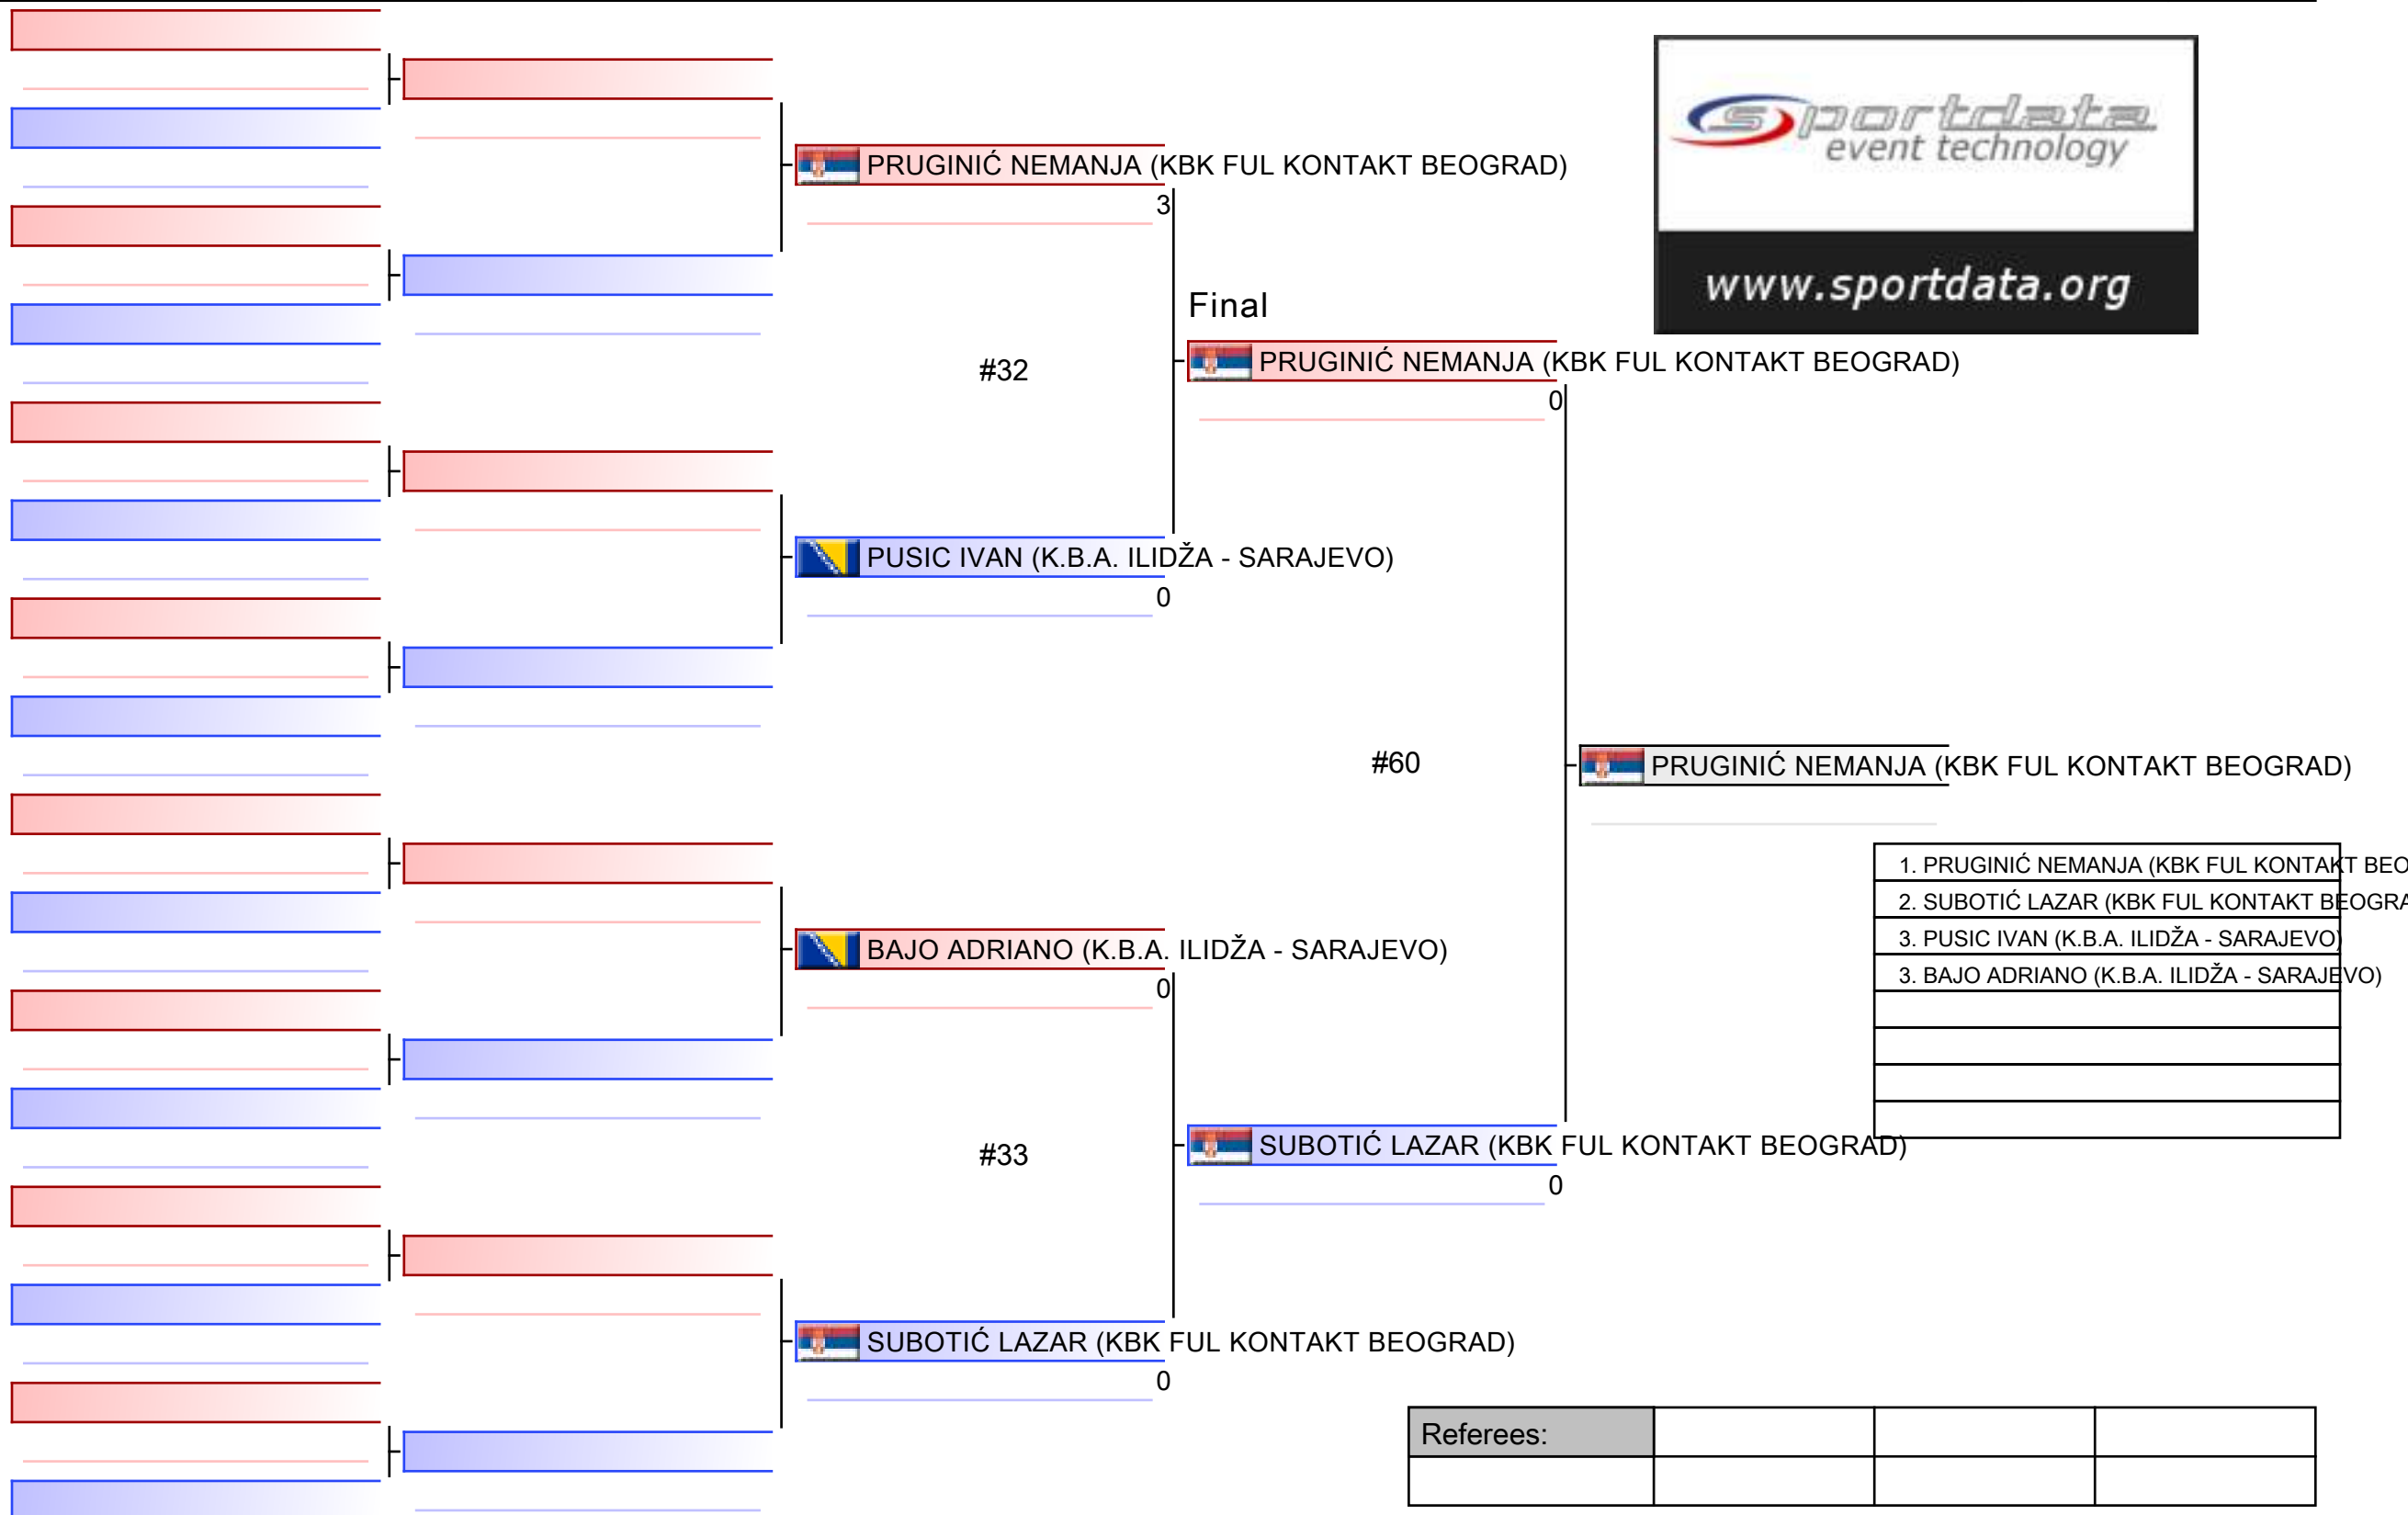 sportdata
event technology
www.sportdata.org
PRUGINIĆ NEMANJA (KBK FUL KONTAKT BEOGRAD)
3
Final
#32
PRUGINIĆ NEMANJA (KBK FUL KONTAKT BEOGRAD)
0
PUSIC IVAN (K.B.A. ILIDŽA - SARAJEVO)
0
#60
PRUGINIĆ NEMANJA (KBK FUL KONTAKT BEOGRAD)
1. PRUGINIĆ NEMANJA (KBK FUL KONTAKT BEO
2. SUBOTIĆ LAZAR (KBK FUL KONTAKT BEOGRA
3. PUSIC IVAN (K.B.A. ILIDŽA - SARAJEVO)
3. BAJO ADRIANO (K.B.A. ILIDŽA - SARAJEVO)
BAJO ADRIANO (K.B.A. ILIDŽA - SARAJEVO)
0
#33
SUBOTIĆ LAZAR (KBK FUL KONTAKT BEOGRAD)
0
SUBOTIĆ LAZAR (KBK FUL KONTAKT BEOGRAD)
0
Referees: